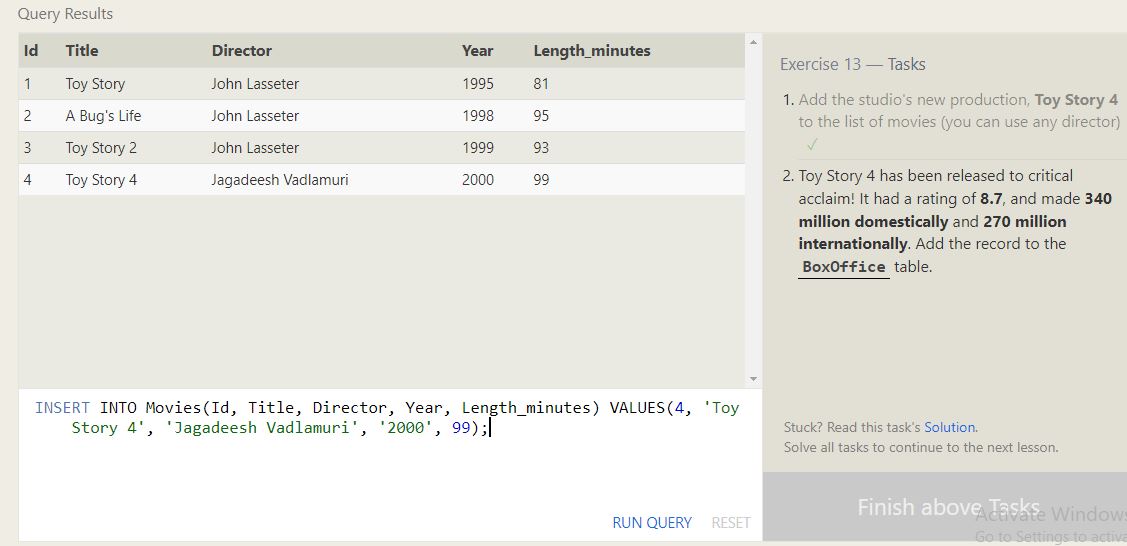 Query Results
Id Title Director Year Length_minutes
1 Toy Story John Lasseter 1995 81
2 A Bug's Life John Lasseter 1998 95
3 Toy Story 2 John Lasseter 1999 93
4 Toy Story 4 Jagadeesh Vadlamuri 2000 99
INSERT INTO Movies(Id, Title, Director, Year, Length_minutes) VALUES(4, 'Toy
Story 4', 'Jagadeesh Vadlamuri', '2000', 99);
RUN QUERY RESET
Exercise 13 — Tasks
1. Add the studio's new production, Toy Story 4
to the list of movies (you can use any director)
✓
2. Toy Story 4 has been released to critical
acclaim! It had a rating of 8.7, and made 340
million domestically and 270 million
internationally. Add the record to the
BoxOffice table.
Stuck? Read this task's Solution.
Solve all tasks to continue to the next lesson.
Finish above Tasks
Activate Windows
Go to Settings to activa